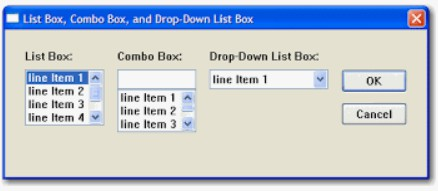 List Box, Combo Box, and Drop-Down List Box
List Box:
line Item 1
line Item 2
line Item 3
line Item 4
Combo Box:
line Item 1
line Item 2
line Item 3
Drop-Down List Box:
line Item 1
OK
Cancel